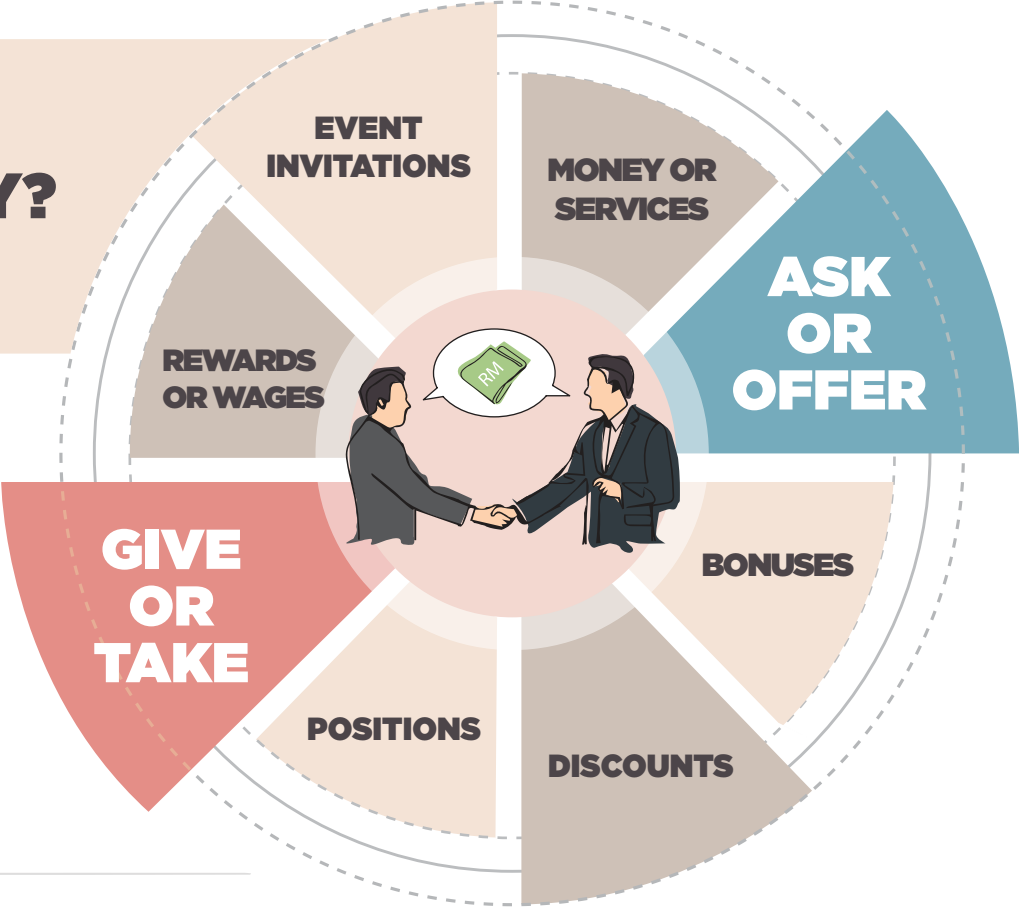 Y?
EVENT
INVITATIONS
MONEY OR
SERVICES
ASK
OR
OFFER
REWARDS
OR WAGES
RM
GIVE
OR
TAKE
BONUSES
POSITIONS
DISCOUNTS